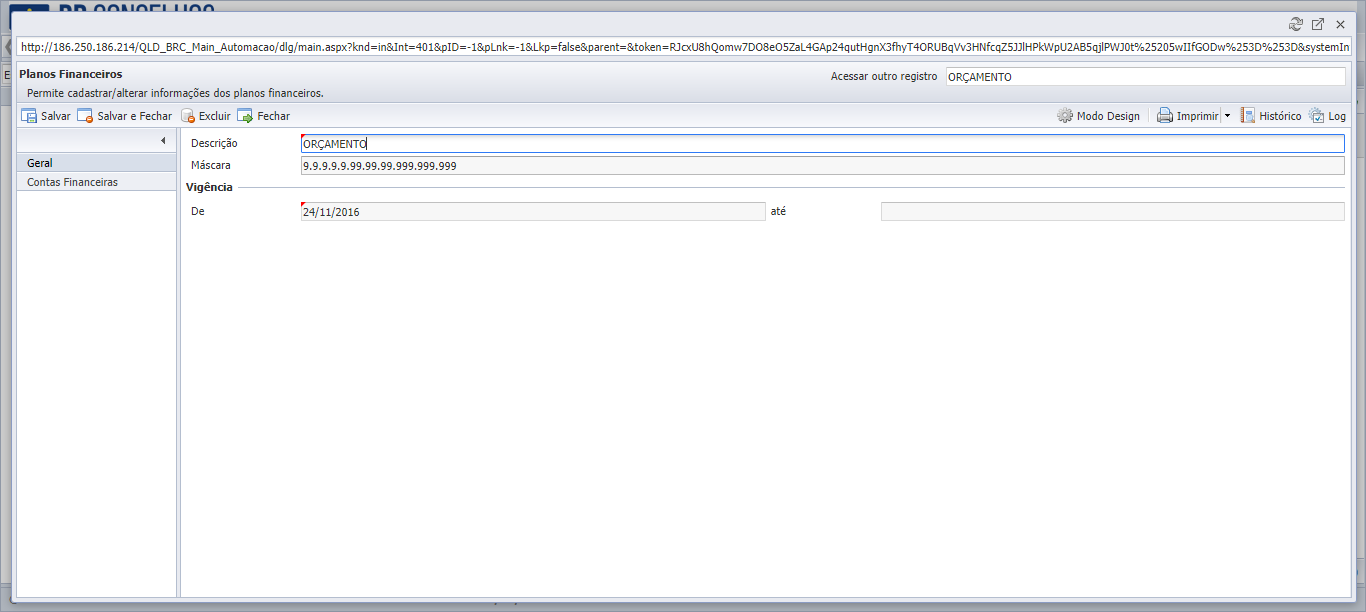 BR CONSELHOS
http://186.250.186.214/QLD_BRC_Main_Automacao/dlg/main.aspx?knd=in&Int=401&pID=-1&pLnk=-1&Lkp=false&parent=&token=RJcxU8hQomw7DO8eO5ZaL4GAp24qutHgnX3fhyT4ORUBqVv3HNfcqZ5JJlHPkWpU2AB5qjlPWJ0t%25205wIIfGODw%253D%253D&systemIn
Planos Financeiros
Acessar outro registro ORÇAMENTO
Permite cadastrar/alterar informações dos planos financeiros.
Salvar Salvar e Fechar Excluir Fechar Modo Design Imprimir Histórico Log
Descrição ORÇAMENTO
Geral
Máscara 9.9.9.9.9.99.99.99.999.999.999
Contas Financeiras
Vigência
De 24/11/2016 até